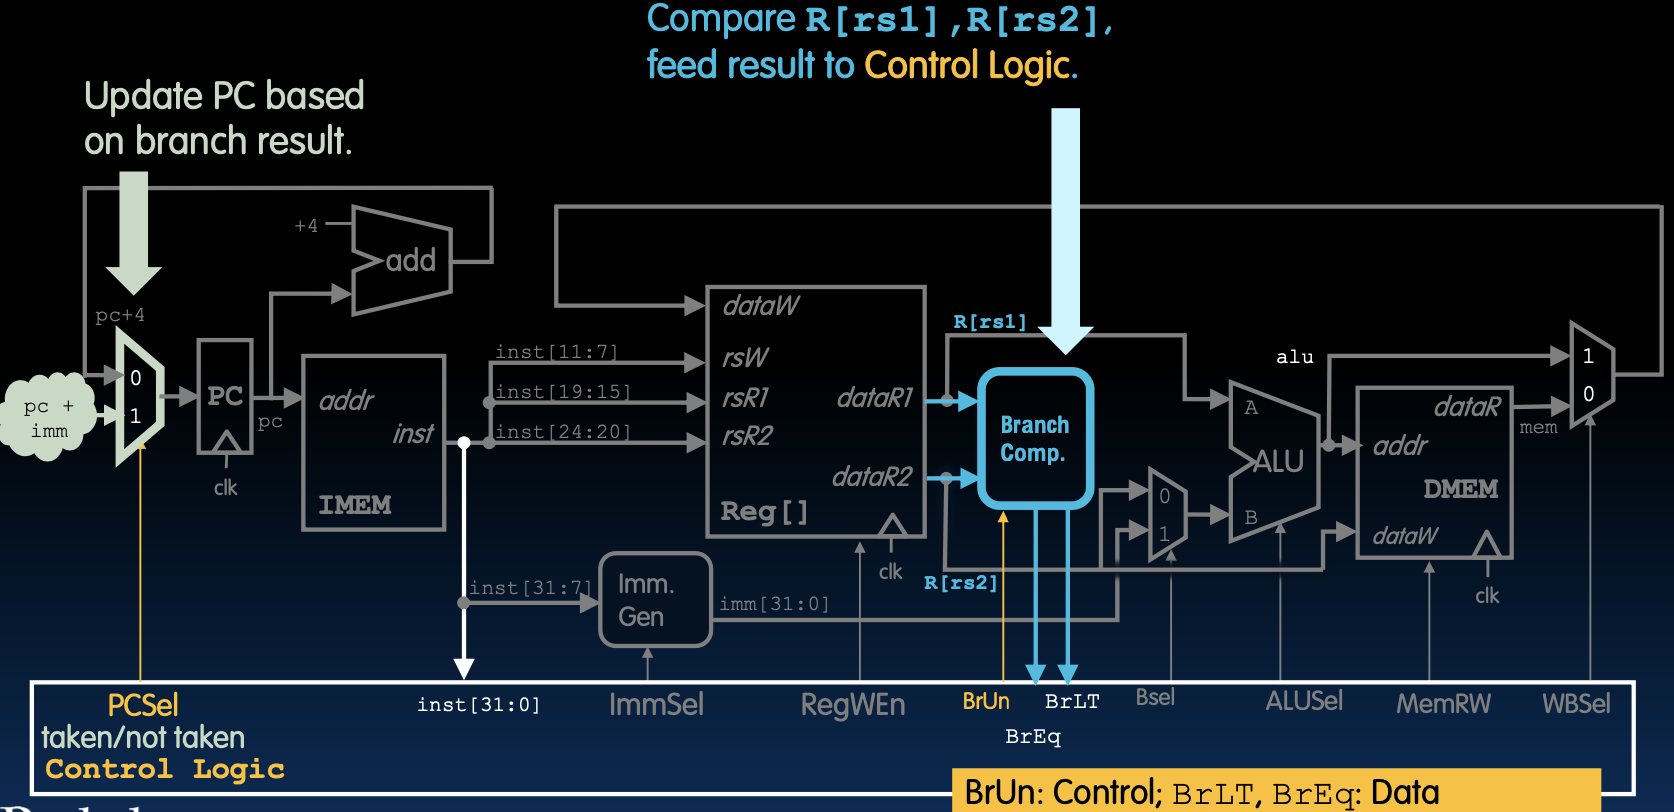 Compare R[rs1],R[rs2],
feed result to Control Logic.
Update PC based
on branch result.
+4
add
pc+4
0
1
pc +
imm
PC
pc
clk
addr
inst
IMEM
inst[11:7]
inst[19:15]
inst[24:20]
dataW
rsW
rsR1
rsR2
dataR1
dataR2
Reg[]
clk
R[rs1]
R[rs2]
Branch
Comp.
inst[31:7]
Imm.
Gen
imm[31:0]
0
1
A
B
ALU
alu
addr
dataR
DMEM
dataW
clk
mem
1
0
PCSel
taken/not taken
Control Logic
inst[31:0]
ImmSel
RegWEn
BrUn
BrLT
BrEq
Bsel
ALUSel
MemRW
WBSel
BrUn: Control; BrLT, BrEq: Data